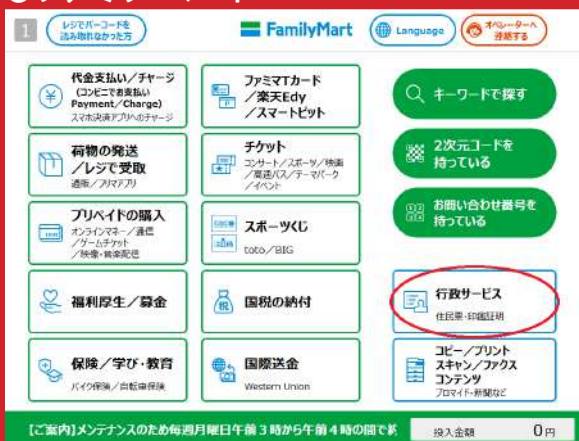 1
レジでバーコードを
読み取れなかった方
FamilyMart
Language
オペレーターへ
連絡する
代金支払い/チャージ
(コンビニでお支払い
Payment/Charge)
スマホ決済アプリへのチャージ
ファミマTカード
/楽天Edy
/スマートピット
キーワードで探す
荷物の発送
/レジで受取
通販/フリマアプリ
チケット
コンサート/スポーツ/映画
/高速バス/テーマパーク
/イベント
2次元コードを
持っている
プリペイドの購入
オンラインマネー/通信
/ゲームチケット
/映像・音楽配信
スポーツくじ
toto/BIG
お問い合わせ番号を
持っている
福利厚生/募金
税
国税の納付
行政サービス
住民票・印鑑証明
保険/学び・教育
バイク保険/自転車保険
国際送金
Western Union
コピー/プリント
スキャン/ファクス
コンテンツ
ブロマイド・新聞など
【ご案内】メンテナンスのため毎週月曜日午前3時から午前4時の間で約
投入金額 0円